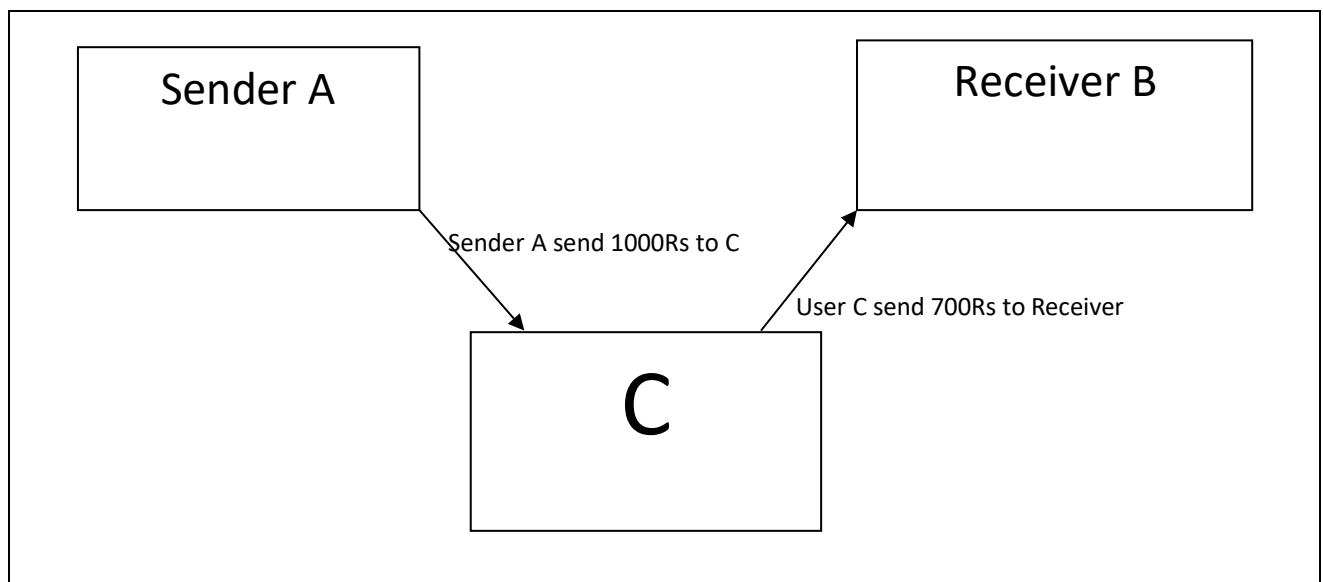 Sender A
Receiver B
Sender A send 1000Rs to C
User C send 700Rs to Receiver
C